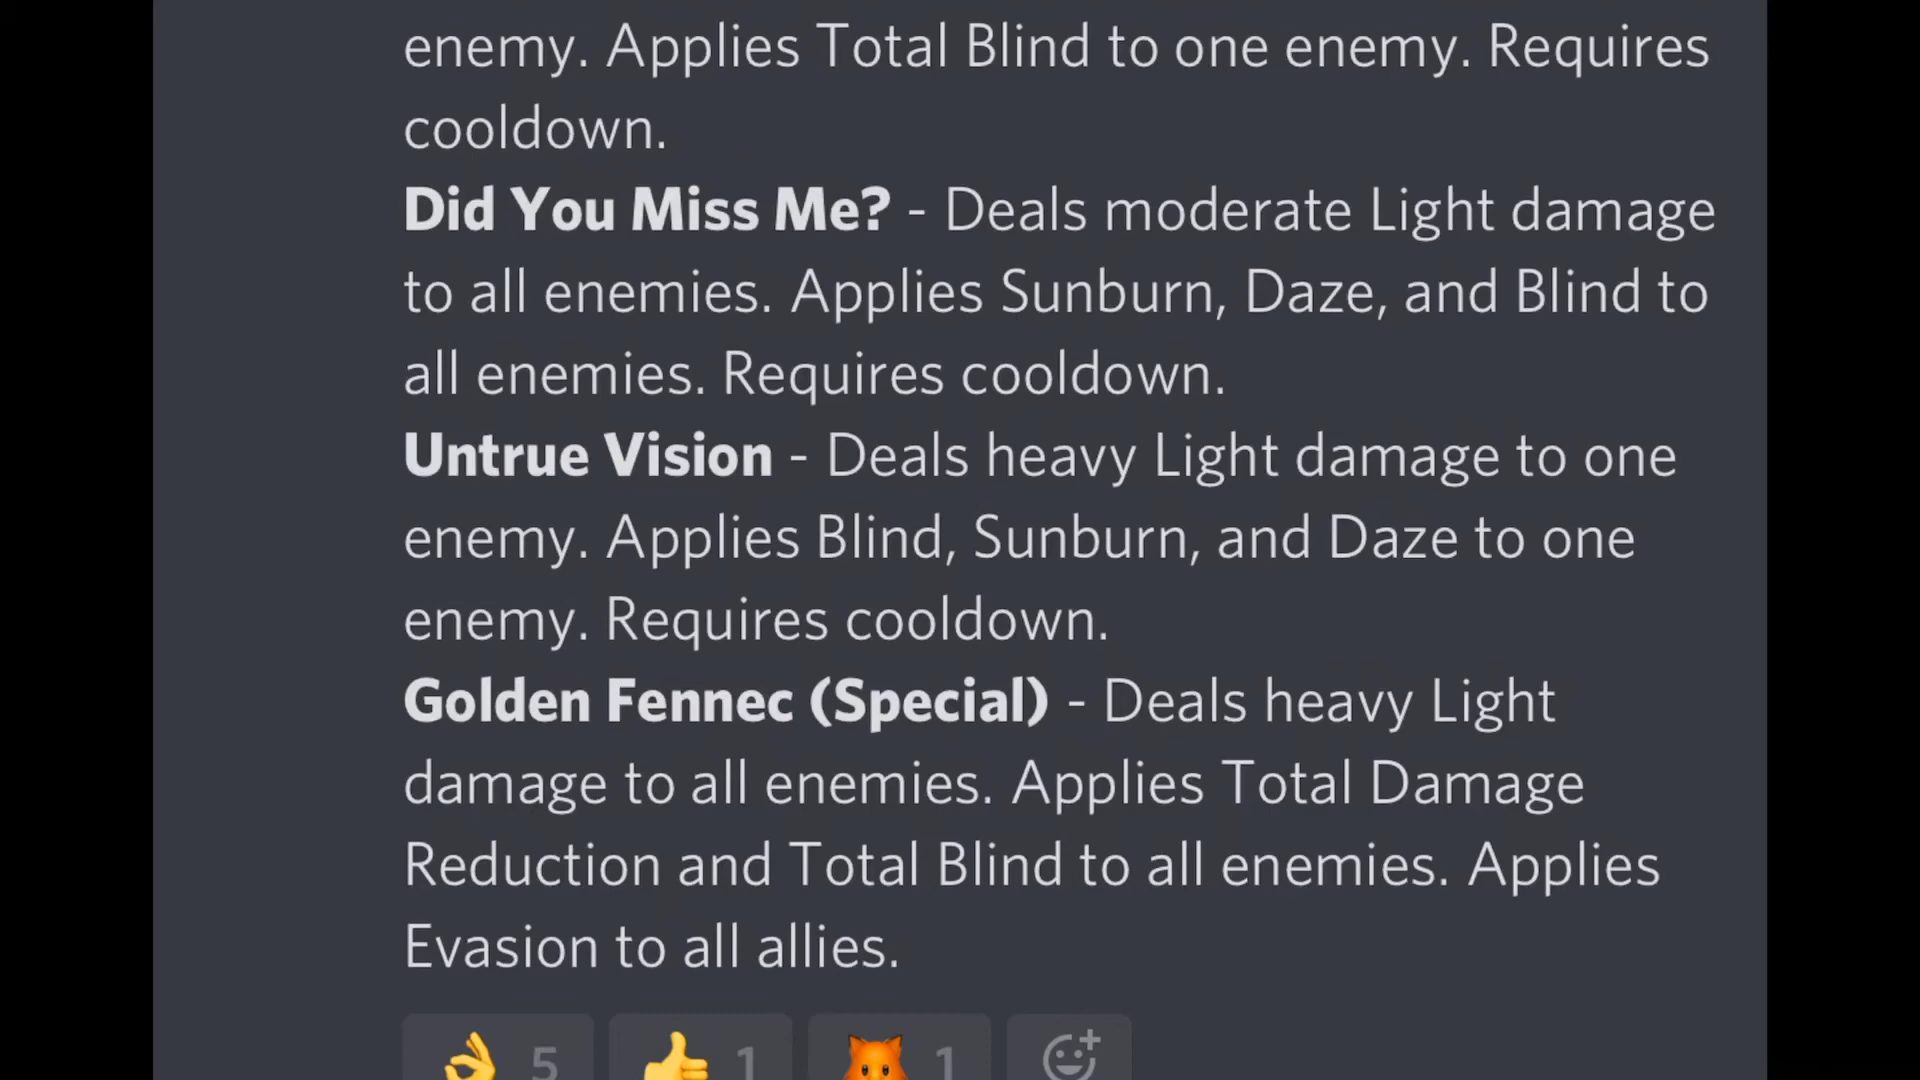 enemy. Applies Total Blind to one enemy. Requires
cooldown.
Did You Miss Me? - Deals moderate Light damage
to all enemies. Applies Sunburn, Daze, and Blind to
all enemies. Requires cooldown.
Untrue Vision - Deals heavy Light damage to one
enemy. Applies Blind, Sunburn, and Daze to one
enemy. Requires cooldown.
Golden Fennec (Special) - Deals heavy Light
damage to all enemies. Applies Total Damage
Reduction and Total Blind to all enemies. Applies
Evasion to all allies.
5 1 1